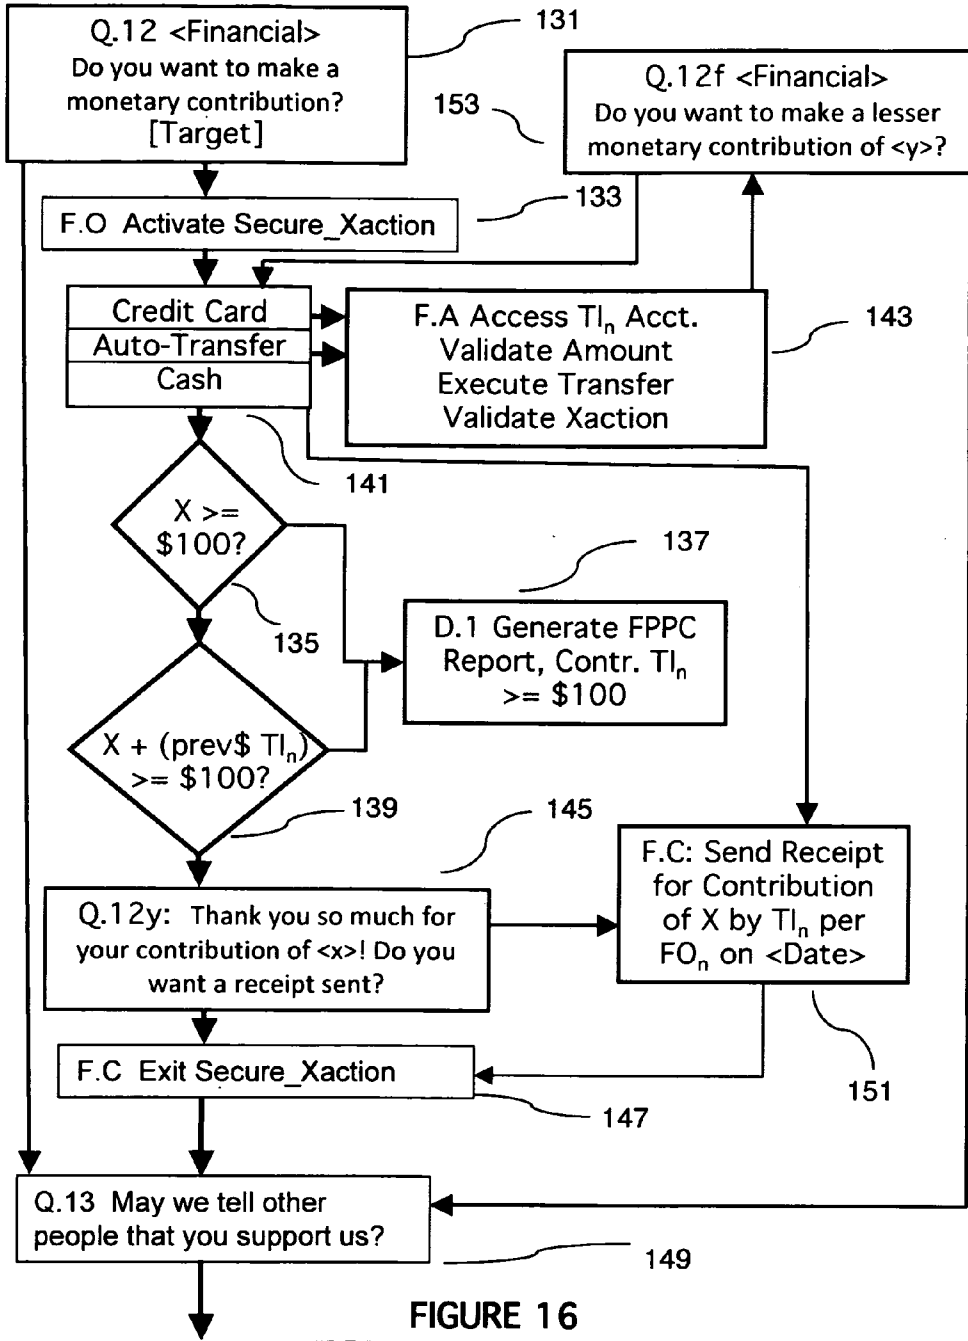 Q.12 <Financial>
Do you want to make a
monetary contribution?
[Target]
131
153
Q.12f <Financial>
Do you want to make a lesser
monetary contribution of <y>?
F.O Activate Secure_Xaction
133
Credit Card
Auto-Transfer
Cash
F.A Access TIn Acct.
Validate Amount
Execute Transfer
Validate Xaction
143
141
X >=
$100?
135
137
D.1 Generate FPPC
Report, Contr. TIn
>= $100
X + (prev$ TIn)
>= $100?
139
145
Q.12y: Thank you so much for
your contribution of <x>! Do you
want a receipt sent?
F.C: Send Receipt
for Contribution
of X by TIn per
FOn on <Date>
151
F.C Exit Secure_Xaction
147
Q.13 May we tell other
people that you support us?
149
FIGURE 16